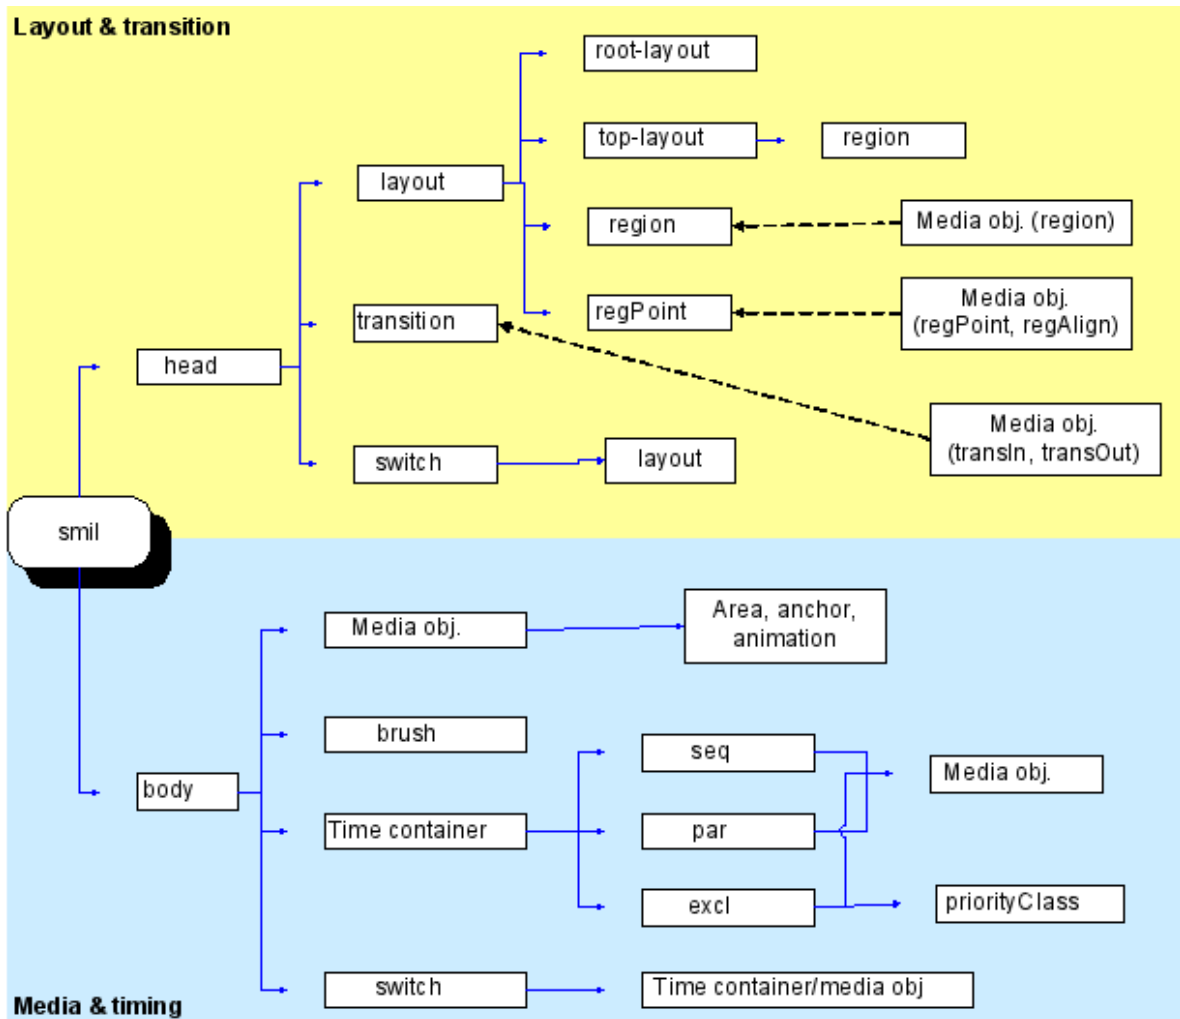 Layout & transition
root-layout
top-layout
region
layout
region
Media obj. (region)
Media obj.
(regPoint, regAlign)
regPoint
transition
head
Media obj.
(transIn, transOut)
switch
layout
smil
Media obj.
Area, anchor,
animation
brush
seq
Media obj.
body
Time container
par
excl
priorityClass
switch
Time container/media obj
Media & timing